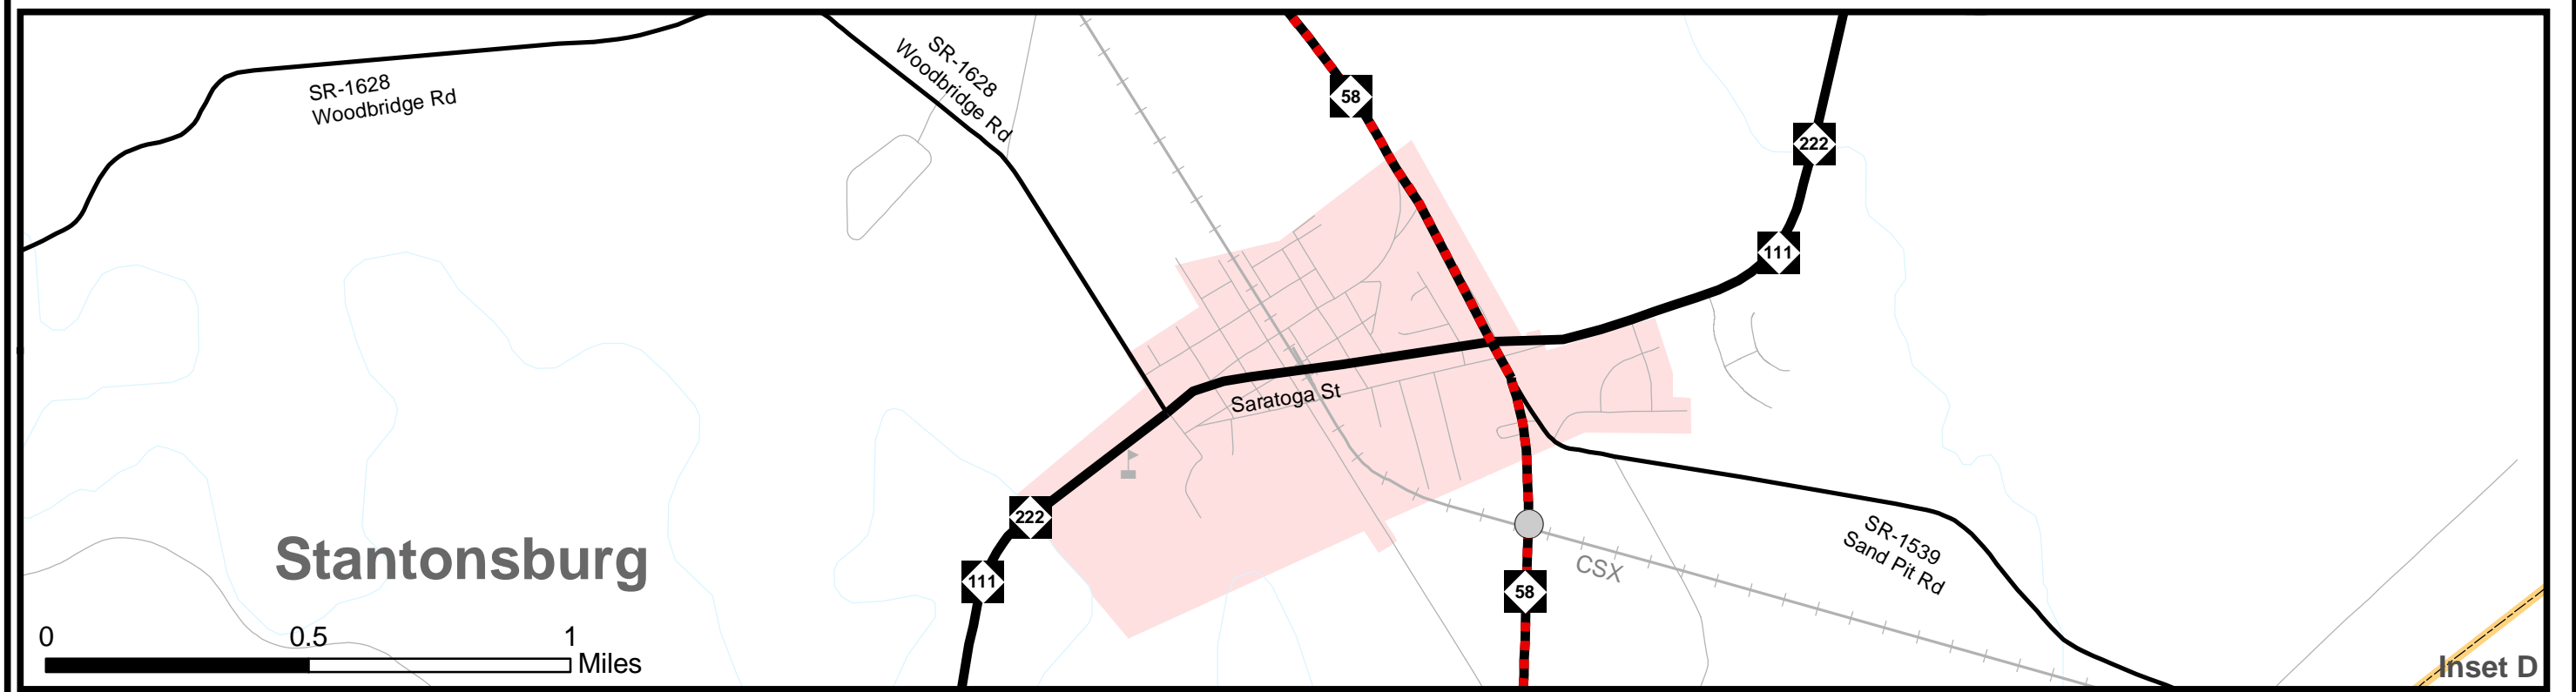 SR-1628
Woodbridge Rd
SR-1628
Woodbridge Rd
58
222
111
Saratoga St
222
111
58
CSX
SR-1539
Sand Pit Rd
Stantonsburg
0 0.5 1
Miles
Inset D